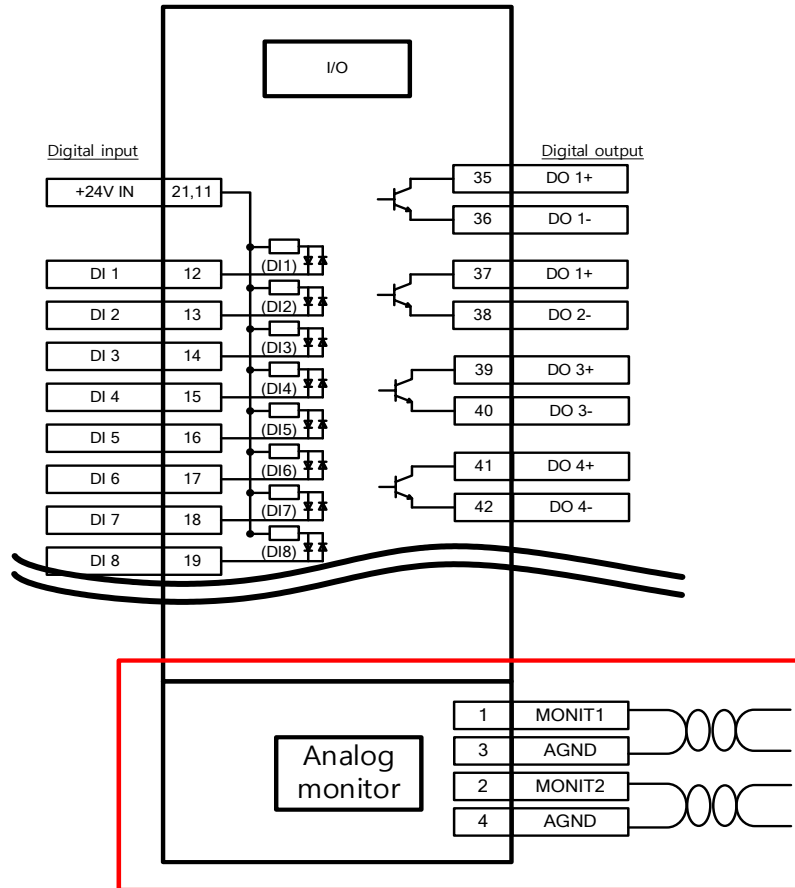 I/O
Digital input
Digital output
+24V IN 21,11
35 DO 1+
36 DO 1-
(DI1)
DI 1 12
37 DO 1+
(DI2)
DI 2 13
38 DO 2-
(DI3)
DI 3 14
39 DO 3+
(DI4)
DI 4 15
40 DO 3-
(DI5)
DI 5 16
41 DO 4+
(DI6)
DI 6 17
42 DO 4-
(DI7)
DI 7 18
(DI8)
DI 8 19
Analog
monitor
1 MONIT1
3 AGND
2 MONIT2
4 AGND